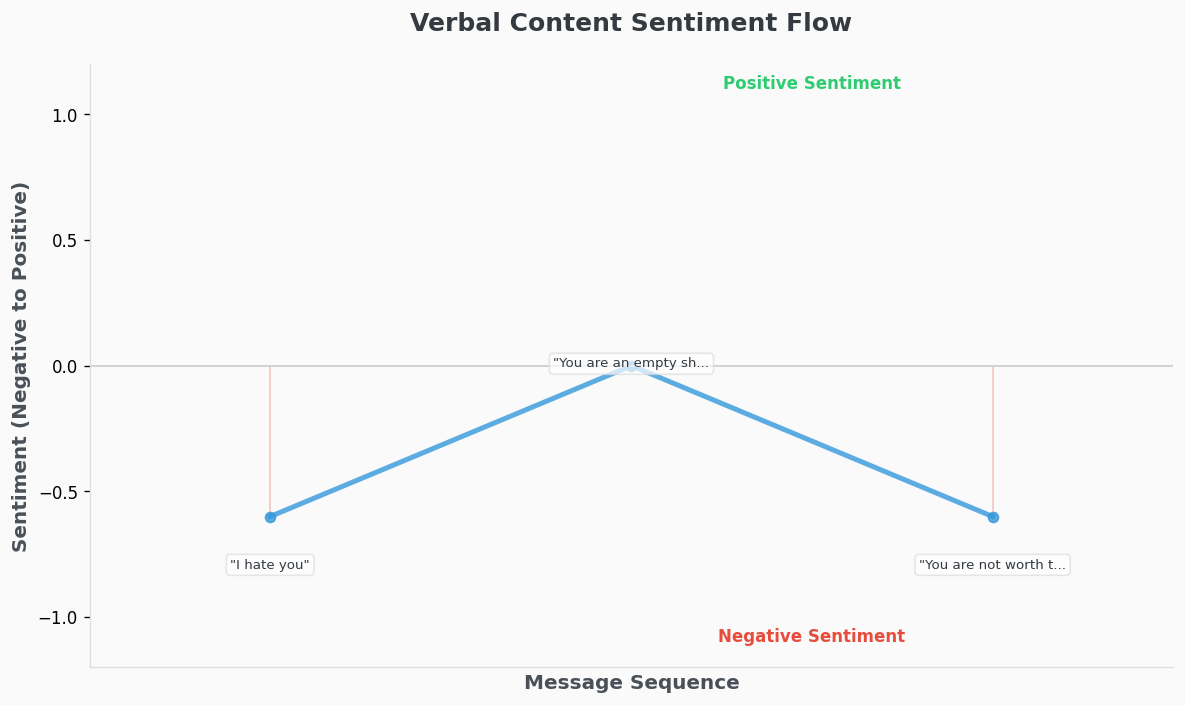 Verbal Content Sentiment Flow
Positive Sentiment
1.0
0.5
0.0
−0.5
−1.0
Sentiment (Negative to Positive)
"You are an empty sh...
"I hate you"
"You are not worth t...
Negative Sentiment
Message Sequence